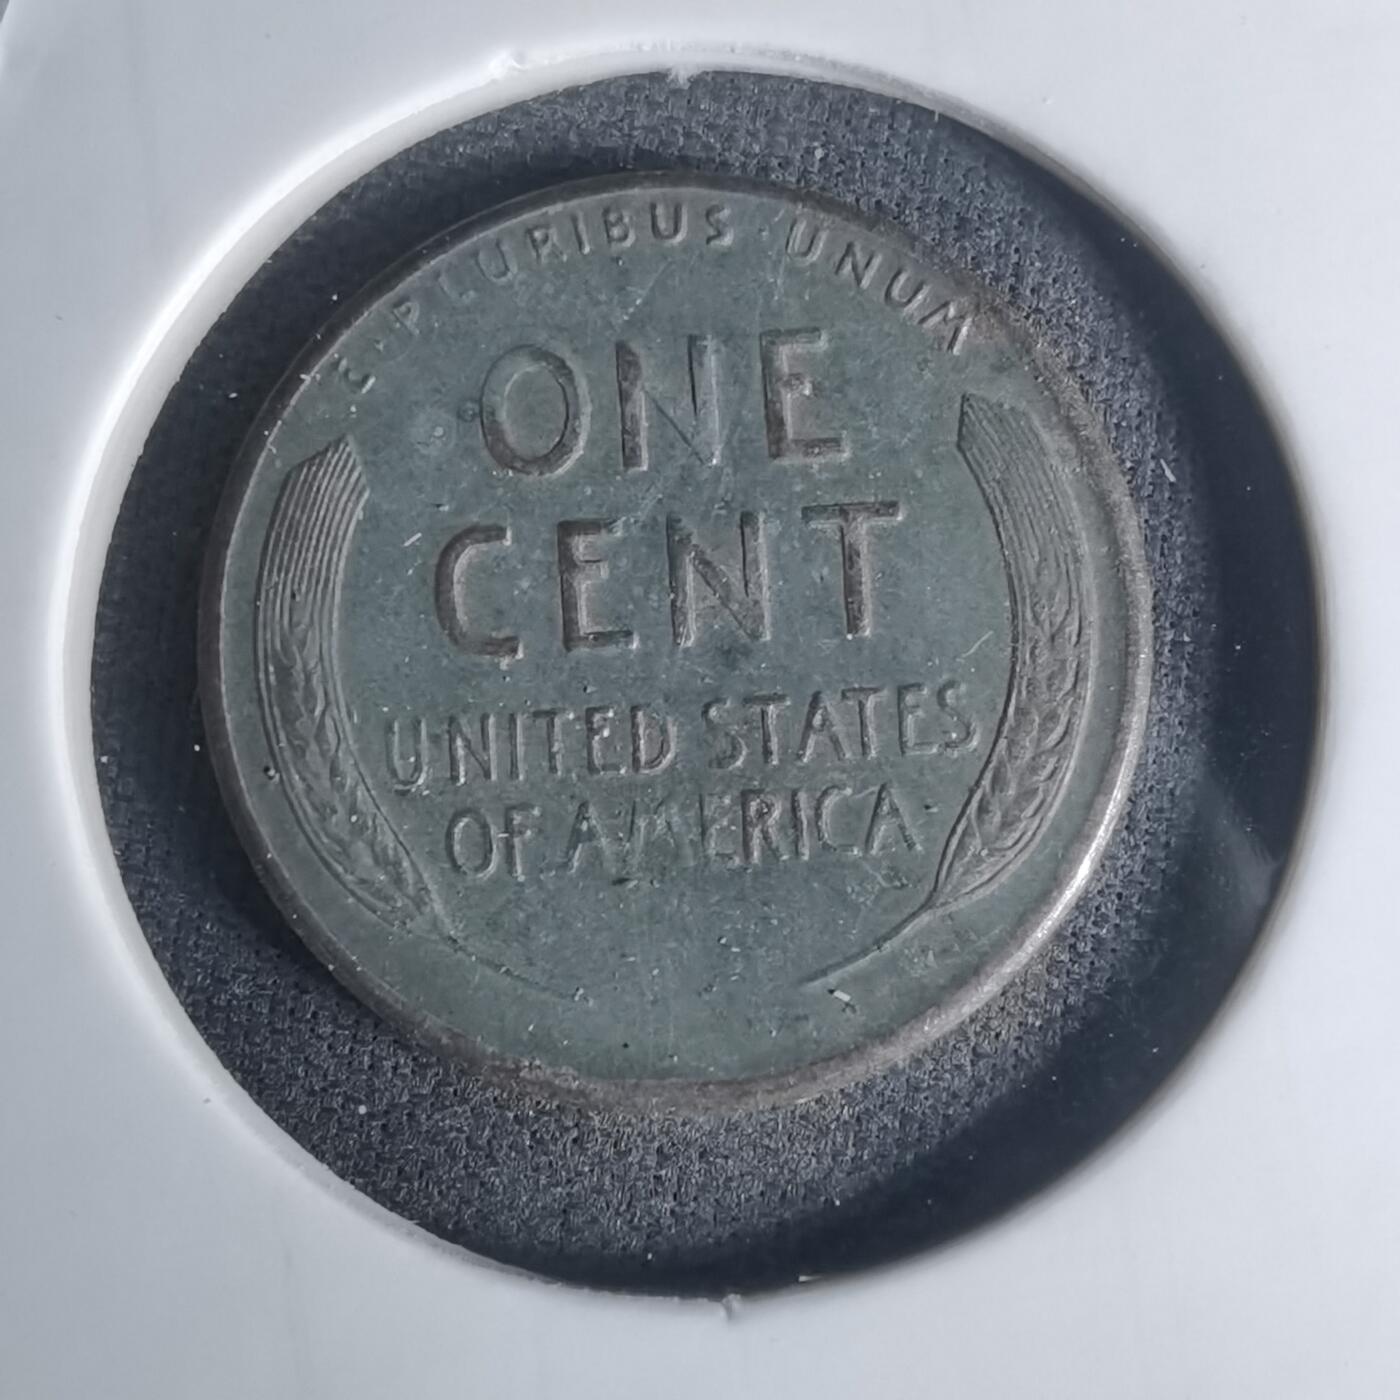 E·PLURIBUS·UNUM
ONE
CENT
UNITED STATES
OF AMERICA